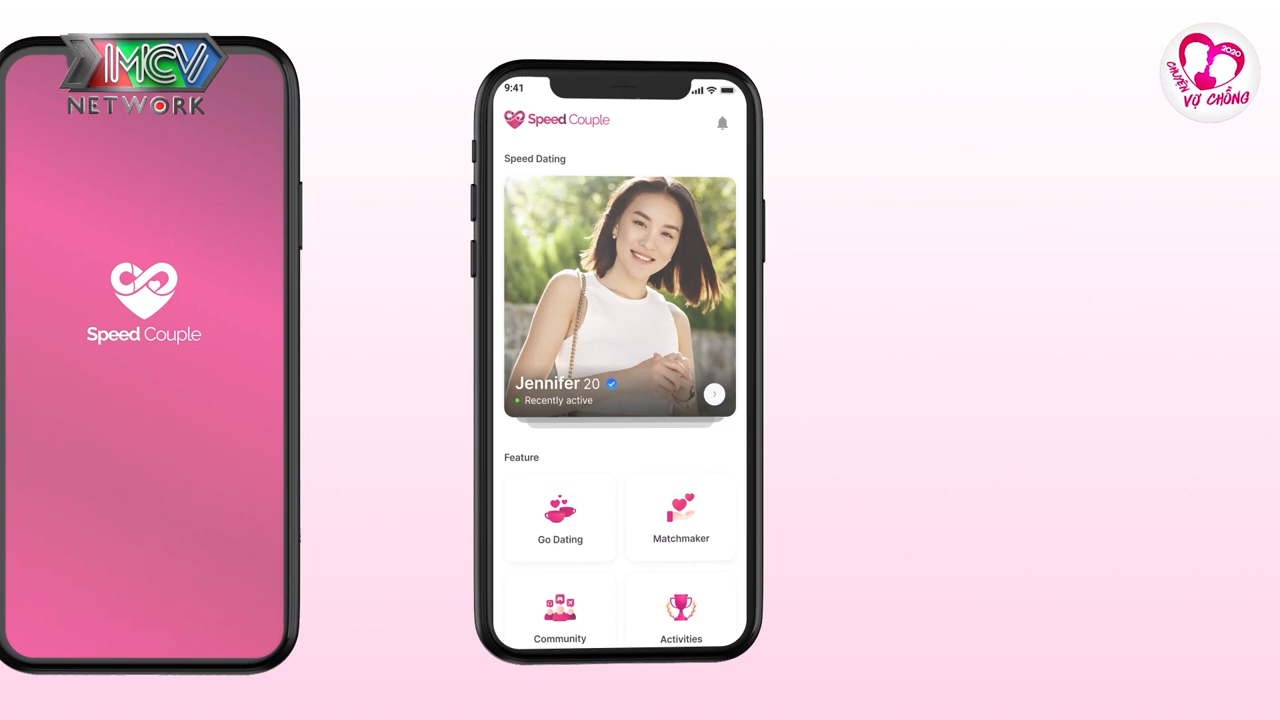 MCV
NETWORK
Speed Couple
9:41
Speed Couple
Speed Dating
Jennifer 20
Recently active
Feature
Go Dating
Matchmaker
Community
Activities
2020
CHUYỆN
VỢ CHỒNG